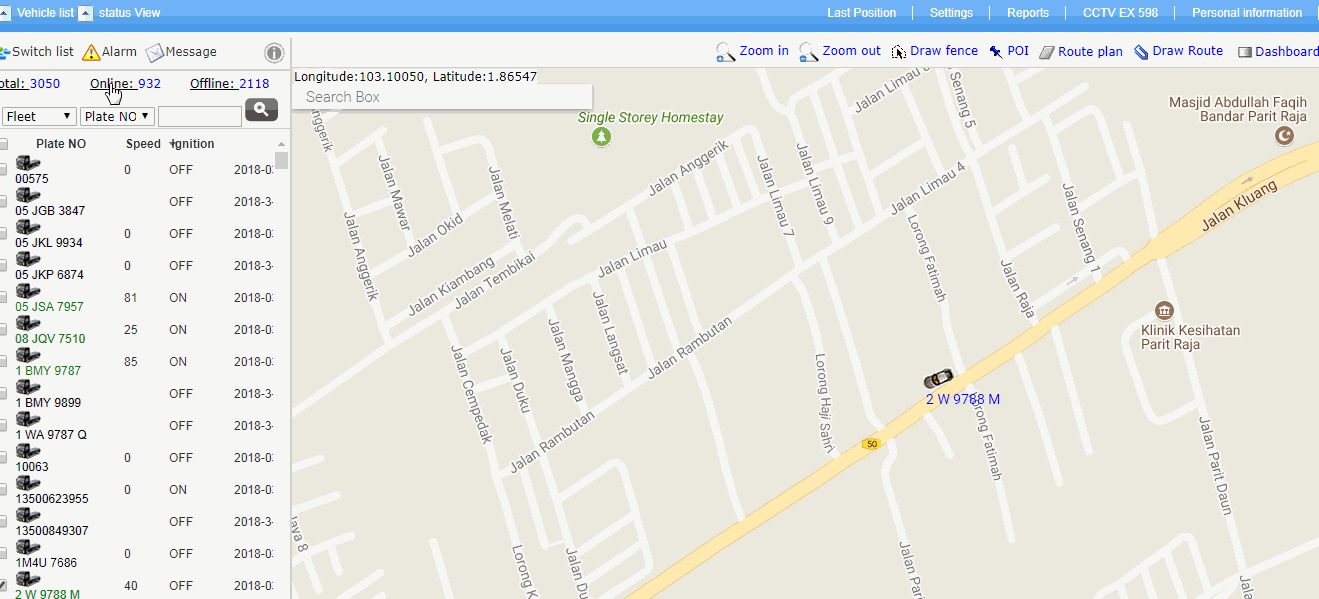 Vehicle list status View Last Position Settings Reports CCTV EX 598 Personal information
Switch list Alarm Message Zoom in Zoom out Draw fence POI Route plan Draw Route Dashboard
otal: 3050 Online: 932 Offline: 2118
Longitude:103.10050, Latitude:1.86547
Search Box
Fleet Plate NO
Plate NO Speed Ignition
00575 0 OFF 2018-0
05 JGB 3847 OFF 2018-3-
05 JKL 9934 0 OFF 2018-0
05 JKP 6874 0 OFF 2018-3-
05 JSA 7957 81 ON 2018-0
08 JQV 7510 25 ON 2018-0
1 BMY 9787 85 ON 2018-0
1 BMY 9899 OFF 2018-3-
1 WA 9787 Q OFF 2018-3-
10063 0 OFF 2018-0
13500623955 0 ON 2018-0
13500849307 OFF 2018-3-
1M4U 7686 0 OFF 2018-0
2 W 9788 M 40 OFF 2018-0
Single Storey Homestay
Masjid Abdullah Faqih
Bandar Parit Raja
Jalan Limau 8
Senang 5
nggerik
Jalan Mawar
Jalan Melati
Jalan Okid
Jalan Anggerik
Jalan Anggerik
Jalan Limau 7
Jalan Limau 9
Jalan Limau 4
Jalan Senang 1
Jalan Kluang
Jalan Kiambang
Jalan Tembikai
Jalan Limau
Lorong Fatimah
Jalan Raja
Jalan Langsat
Jalan Mangga
Jalan Rambutan
Klinik Kesihatan
Parit Raja
Jalan Cempedak
Jalan Duku
Lorong Haji Sahri
2 W 9788 M
Lorong Fatimah
50
Jalan Rambutan
Jalan Parit Daun
Jaya 8
Lorong K
Jalan Du
Jalan Parit
Jala